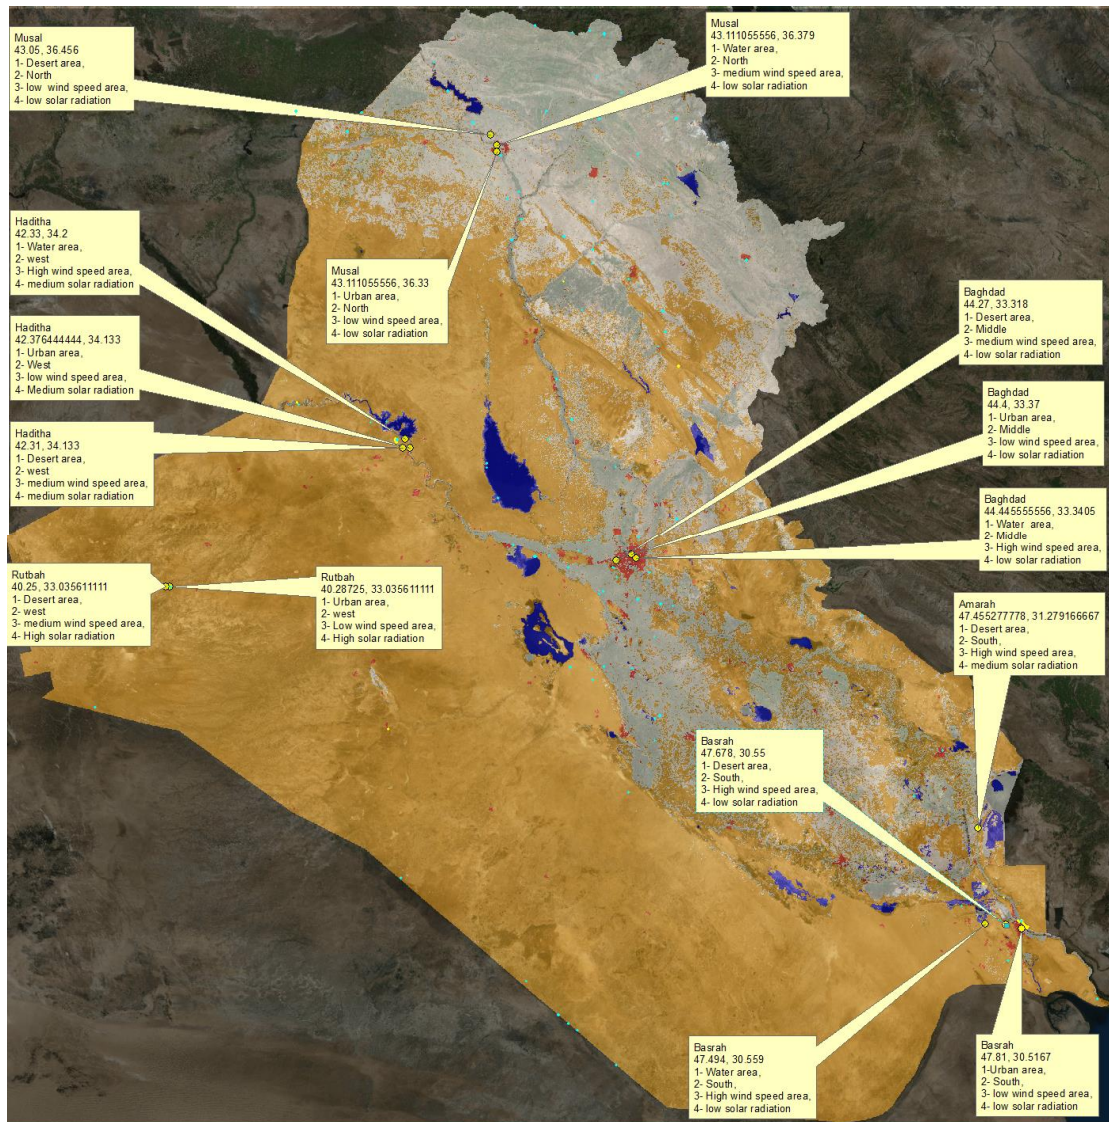 Musal
43.05, 36.456
1- Desert area,
2- North
3- low wind speed area,
4- low solar radiation
Musal
43.111055556, 36.379
1- Water area,
2- North
3- medium wind speed area,
4- low solar radiation
Haditha
42.33, 34.2
1- Water area,
2- west
3- High wind speed area,
4- medium solar radiation
Musal
43.111055556, 36.33
1- Urban area,
2- North
3- low wind speed area,
4- low solar radiation
Baghdad
44.27, 33.318
1- Desert area,
2- Middle
3- medium wind speed area,
4- low solar radiation
Haditha
42.376444444, 34.133
1- Urban area,
2- West
3- low wind speed area,
4- Medium solar radiation
Baghdad
44.4, 33.37
1- Urban area,
2- Middle
3- low wind speed area,
4- low solar radiation
Haditha
42.31, 34.133
1- Desert area,
2- west
3- medium wind speed area,
4- medium solar radiation
Baghdad
44.445555556, 33.3405
1- Water area,
2- Middle
3- High wind speed area,
4- low solar radiation
Rutbah
40.25, 33.035611111
1- Desert area,
2- west
3- medium wind speed area,
4- High solar radiation
Rutbah
40.28725, 33.035611111
1- Urban area,
2- west
3- Low wind speed area,
4- High solar radiation
Amarah
47.455277778, 31.279166667
1- Desert area,
2- South,
3- High wind speed area,
4- medium solar radiation
Basrah
47.678, 30.55
1- Desert area,
2- South,
3- High wind speed area,
4- low solar radiation
Basrah
47.494, 30.559
1- Water area,
2- South,
3- High wind speed area,
4- low solar radiation
Basrah
47.81, 30.5167
1-Urban area,
2- South,
3- low wind speed area,
4- low solar radiation